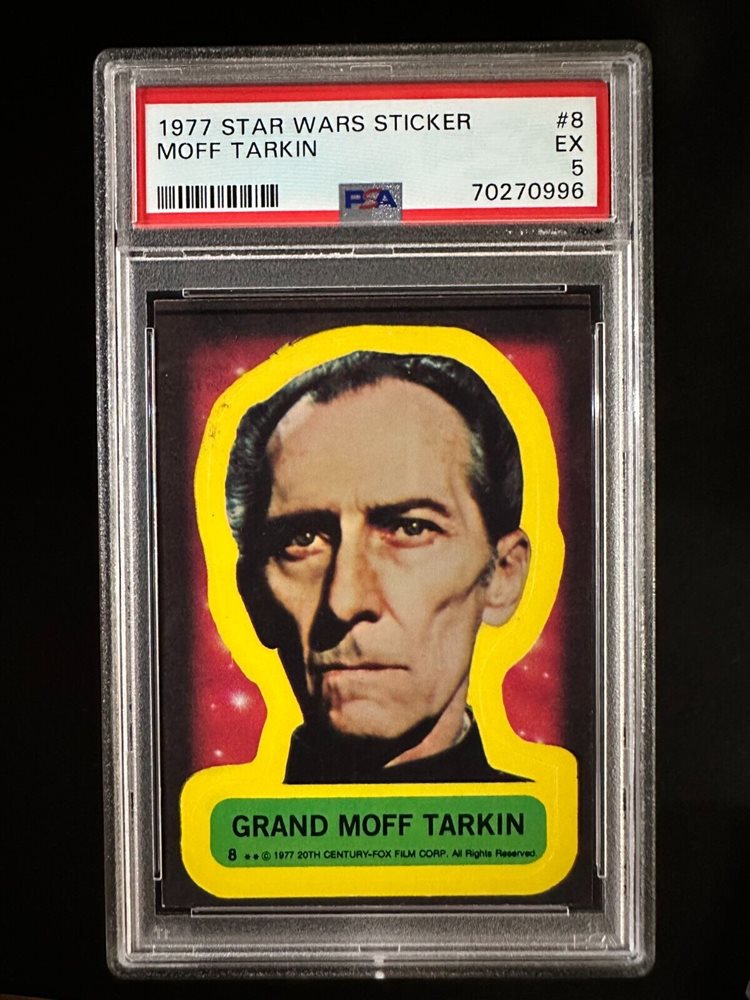 1977 STAR WARS STICKER #8
MOFF TARKIN EX
5
PSA 70270996
GRAND MOFF TARKIN
8 ** © 1977 20TH CENTURY-FOX FILM CORP. All Rights Reserved.